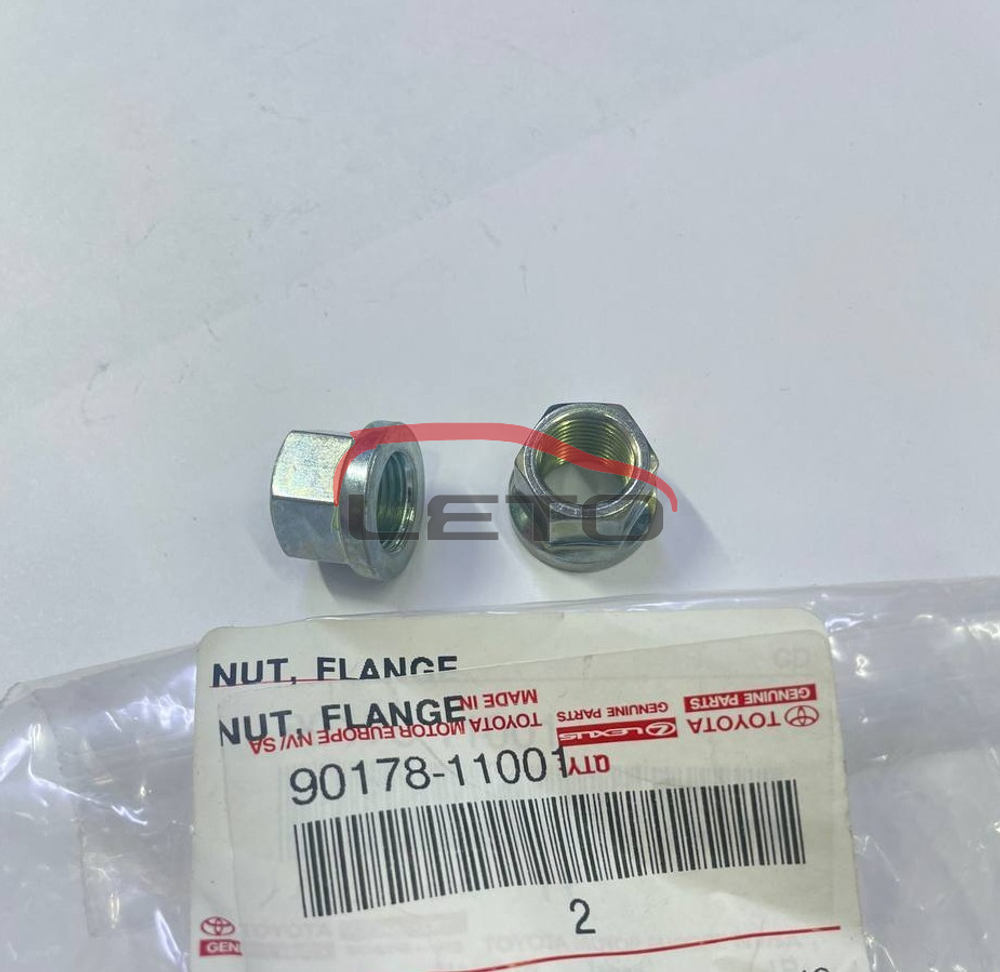 LETO
NUT, FLANGE
NUT, FLANGE
MADE IN
TOYOTA MOTOR EUROPE NV/SA
LEXUS
GENUINE PARTS
TOYOTA
GENUINE PARTS
90178-11001
QTY
2
GEN